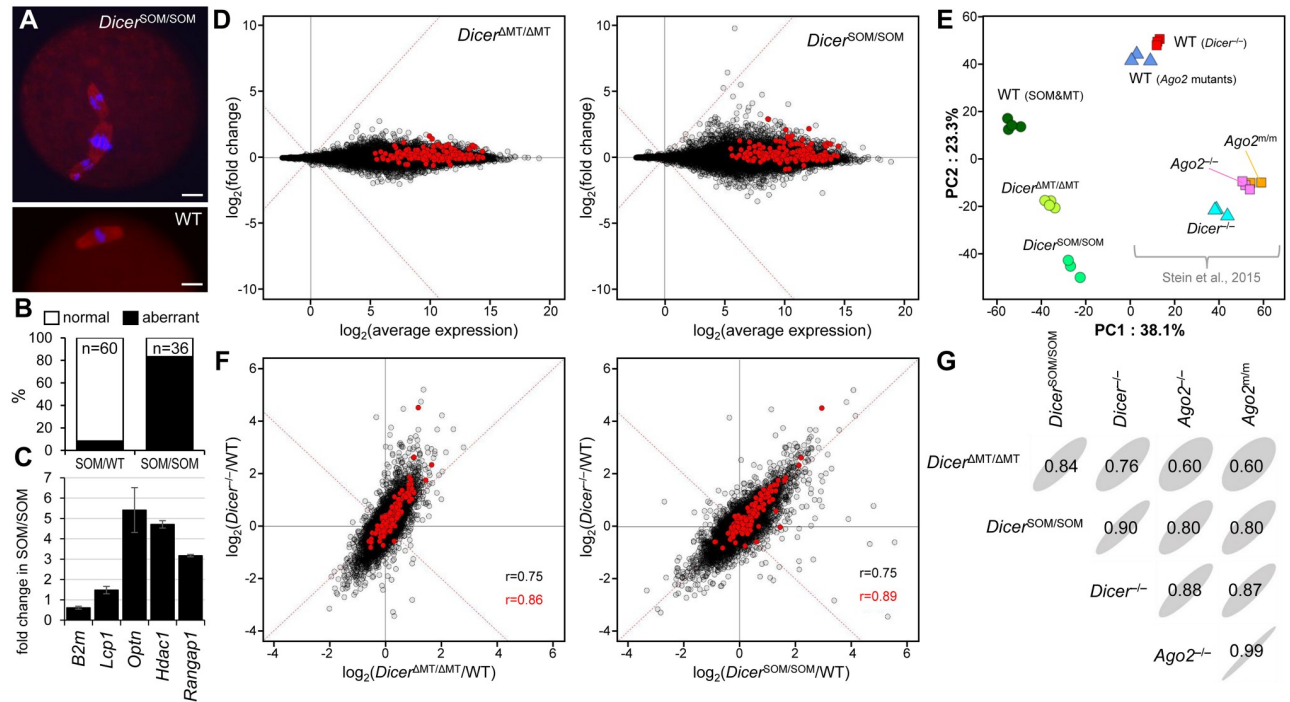 A
Dicer^SOM/SOM
WT
B
normal
aberrant
100
80
60
40
20
0
%
n=60
n=36
SOM/WT
SOM/SOM
C
7
6
5
4
3
2
1
0
fold change in SOM/SOM
B2m
Lcp1
Optn
Hdac1
Rangap1
D
Dicer^ΔMT/ΔMT
10
5
0
-5
-10
log₂(fold change)
0
5
10
15
20
log₂(average expression)
Dicer^SOM/SOM
10
5
0
-5
-10
log₂(fold change)
0
5
10
15
20
log₂(average expression)
E
60
40
20
0
-20
-40
PC2 : 23.3%
WT (Dicer–/–)
WT (Ago2 mutants)
WT (SOM&MT)
Ago2^m/m
Ago2^–/–
Dicer^ΔMT/ΔMT
Dicer^–/–
Dicer^SOM/SOM
Stein et al., 2015
-60
-40
-20
0
20
40
60
PC1 : 38.1%
F
6
4
2
0
-2
-4
log₂(Dicer^–/–/WT)
r=0.75
r=0.86
-4
-2
0
2
4
6
log₂(Dicer^ΔMT/ΔMT/WT)
6
4
2
0
-2
-4
log₂(Dicer^–/–/WT)
r=0.75
r=0.89
-4
-2
0
2
4
6
log₂(Dicer^SOM/SOM/WT)
G
Dicer^SOM/SOM
Dicer^–/–
Ago2^–/–
Ago2^m/m
Dicer^ΔMT/ΔMT 0.84 0.76 0.60 0.60
Dicer^SOM/SOM 0.90 0.80 0.80
Dicer^–/– 0.88 0.87
Ago2^–/– 0.99